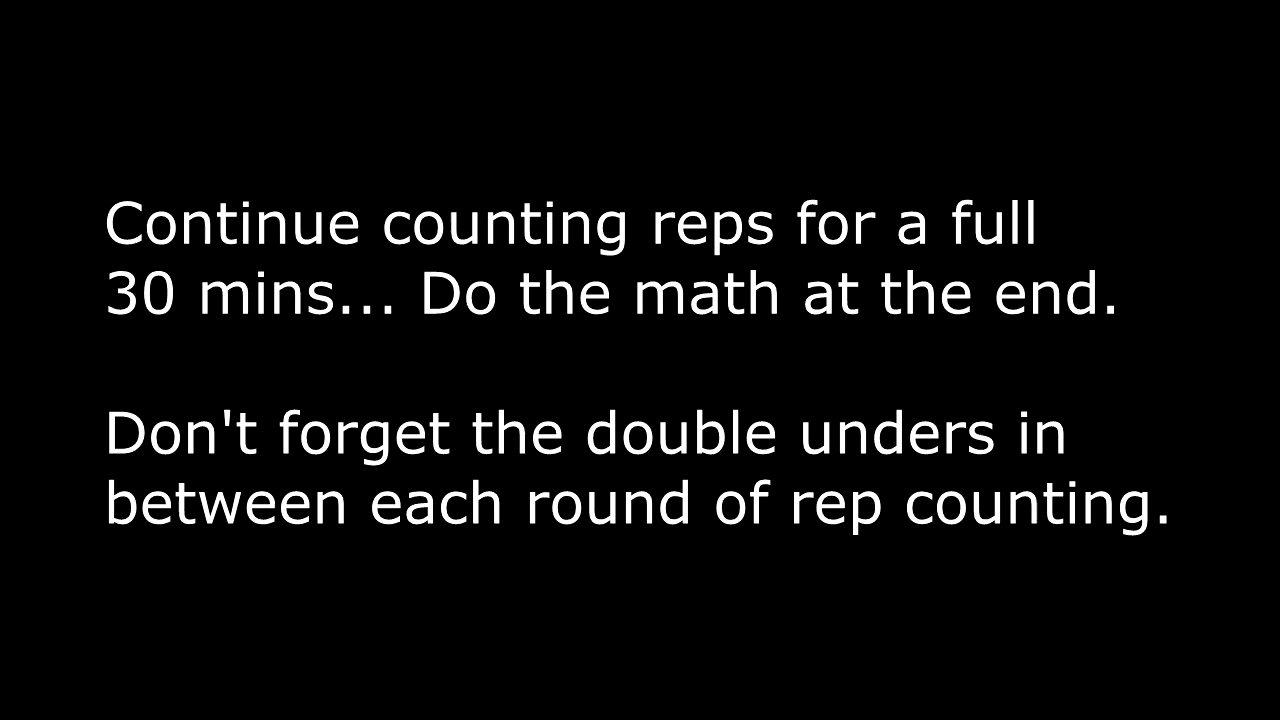 Continue counting reps for a full
30 mins... Do the math at the end.
Don't forget the double unders in
between each round of rep counting.